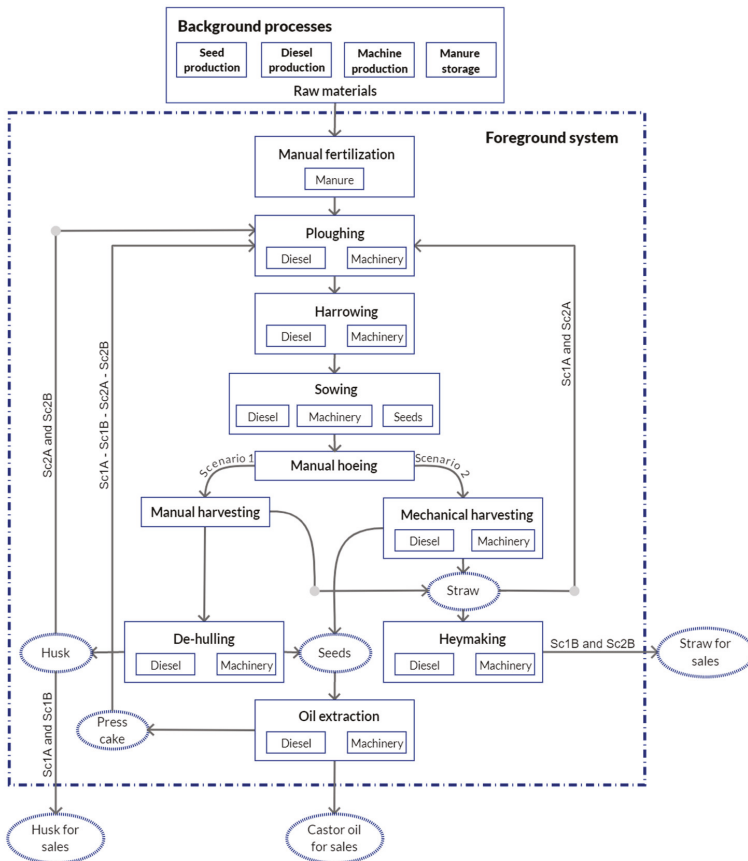 Background processes
Seed
production
Diesel
production
Machine
production
Manure
storage
Raw materials
Foreground system
Manual fertilization
Manure
Ploughing
Diesel
Machinery
Harrowing
Diesel
Machinery
Sowing
Diesel
Machinery
Seeds
Manual hoeing
Scenario 1
Scenario 2
Manual harvesting
Mechanical harvesting
Diesel
Machinery
Straw
Sc2A and Sc2B
Sc1A - Sc1B - Sc2A - Sc2B
Sc1A and Sc2A
Husk
De-hulling
Diesel
Machinery
Seeds
Heymaking
Diesel
Machinery
Sc1B and Sc2B
Straw for
sales
Sc1A and Sc1B
Press
cake
Oil extraction
Diesel
Machinery
Husk for
sales
Castor oil
for sales